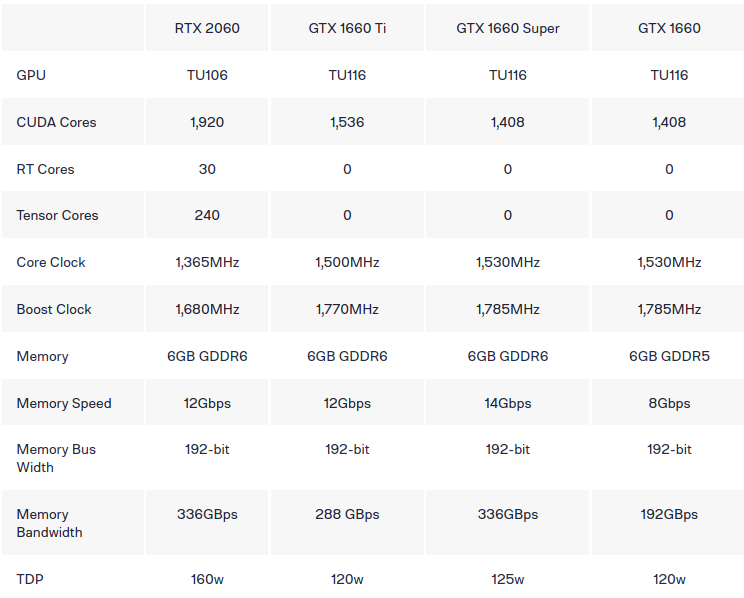 RTX 2060 GTX 1660 Ti GTX 1660 Super GTX 1660
GPU TU106 TU116 TU116 TU116
CUDA Cores 1,920 1,536 1,408 1,408
RT Cores 30 0 0 0
Tensor Cores 240 0 0 0
Core Clock 1,365MHz 1,500MHz 1,530MHz 1,530MHz
Boost Clock 1,680MHz 1,770MHz 1,785MHz 1,785MHz
Memory 6GB GDDR6 6GB GDDR6 6GB GDDR6 6GB GDDR5
Memory Speed 12Gbps 12Gbps 14Gbps 8Gbps
Memory Bus 192-bit 192-bit 192-bit 192-bit
Width
Memory 336GBps 288 GBps 336GBps 192GBps
Bandwidth
TDP 160w 120w 125w 120w